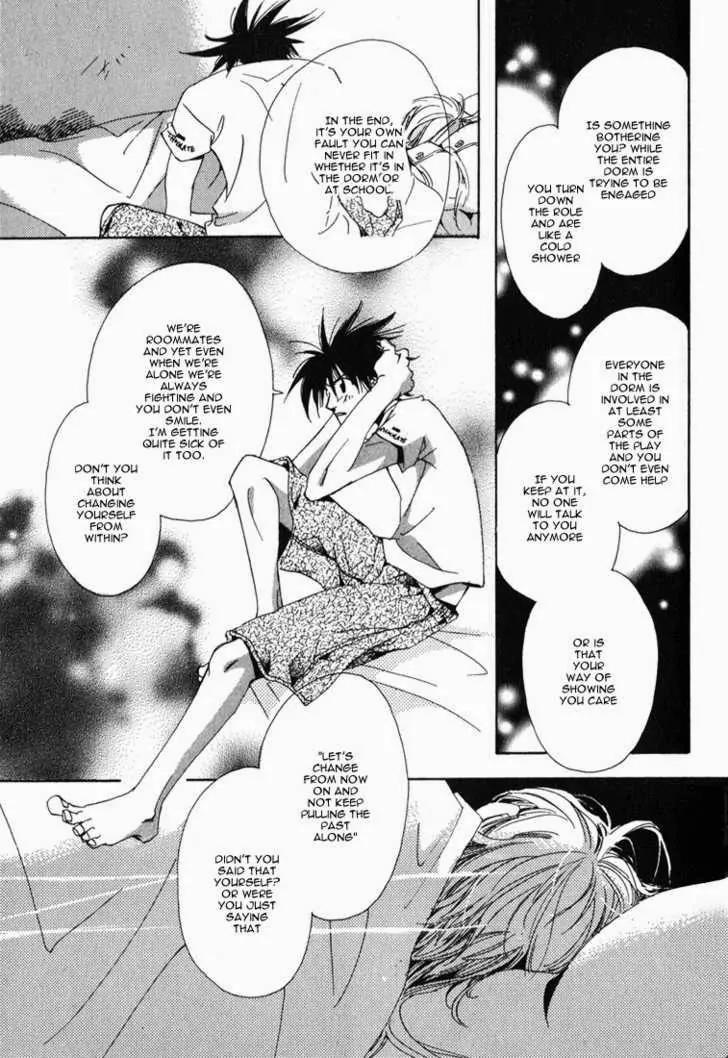 IS SOMETHING
BOTHERING
YOU? WHILE
THE ENTIRE
DORM IS
TRYING TO BE
ENGAGED
YOU TURN
DOWN
THE ROLE
AND ARE
LIKE A
COLD
SHOWER
EVERYONE
IN THE
DORM IS
INVOLVED IN
AT LEAST
SOME
PARTS OF
THE PLAY
AND YOU
DON'T EVEN
COME HELP
IF YOU
KEEP AT IT,
NO ONE
WILL TALK
TO YOU
ANYMORE
OR IS
THAT
YOUR
WAY OF
SHOWING
YOU CARE
IN THE END,
IT'S YOUR OWN
FAULT YOU CAN
NEVER FIT IN
WHETHER IT'S IN
THE DORM OR
AT SCHOOL.
WE'RE
ROOMMATES
AND YET EVEN
WHEN WE'RE
ALONE WE'RE
ALWAYS
FIGHTING AND
YOU DON'T EVEN
SMILE.
I'M GETTING
QUITE SICK OF
IT TOO.
DON'T YOU
THINK
ABOUT
CHANGING
YOURSELF
FROM
WITHIN?
"LET'S
CHANGE
FROM NOW
ON AND
NOT KEEP
PULLING THE
PAST
ALONG"
DIDN'T YOU
SAID THAT
YOURSELF?
OR WERE
YOU JUST
SAYING
THAT